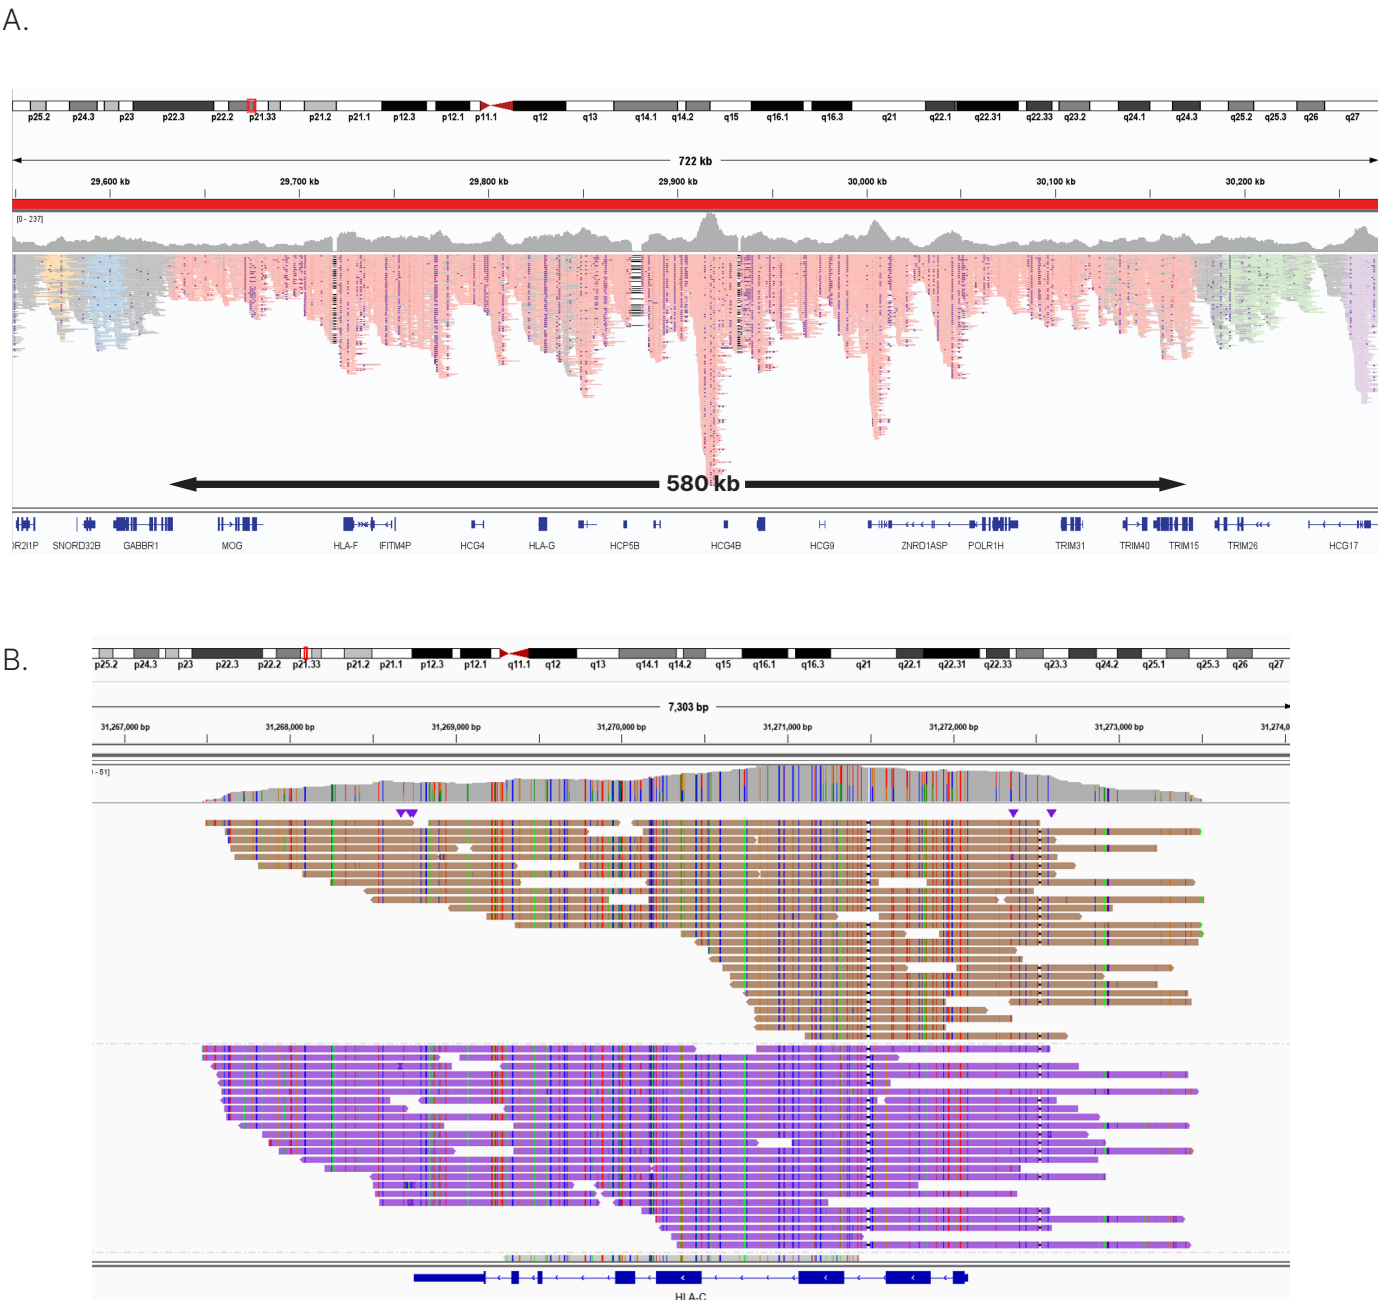 A.
p25.2 p24.3 p23 p22.3 p22.2 p21.33 p21.2 p21.1 p12.3 p12.1 p11.1 q12 q13 q14.1 q14.2 q15 q16.1 q16.3 q21 q22.1 q22.31 q22.33 q23.2 q24.1 q24.3 q25.2 q25.3 q26 q27
722 kb
29,600 kb 29,700 kb 29,800 kb 29,900 kb 30,000 kb 30,100 kb 30,200 kb
[0 - 237]
580 kb
OR2I1P SNORD32B GABBR1 MOG HLA-F IFITM4P HCG4 HLA-G HCP5B HCG4B HCG9 ZNRD1ASP POLR1H TRIM31 TRIM40 TRIM15 TRIM26 HCG17
B.
p25.2 p24.3 p23 p22.3 p22.2 p21.33 p21.2 p21.1 p12.3 p12.1 q11.1 q12 q13 q14.1 q14.2 q15 q16.1 q16.3 q21 q22.1 q22.31 q22.33 q23.3 q24.2 q25.1 q25.3 q26 q27
7,303 bp
31,267,000 bp 31,268,000 bp 31,269,000 bp 31,270,000 bp 31,271,000 bp 31,272,000 bp 31,273,000 bp 31,274,0
- 51]
HLA-C